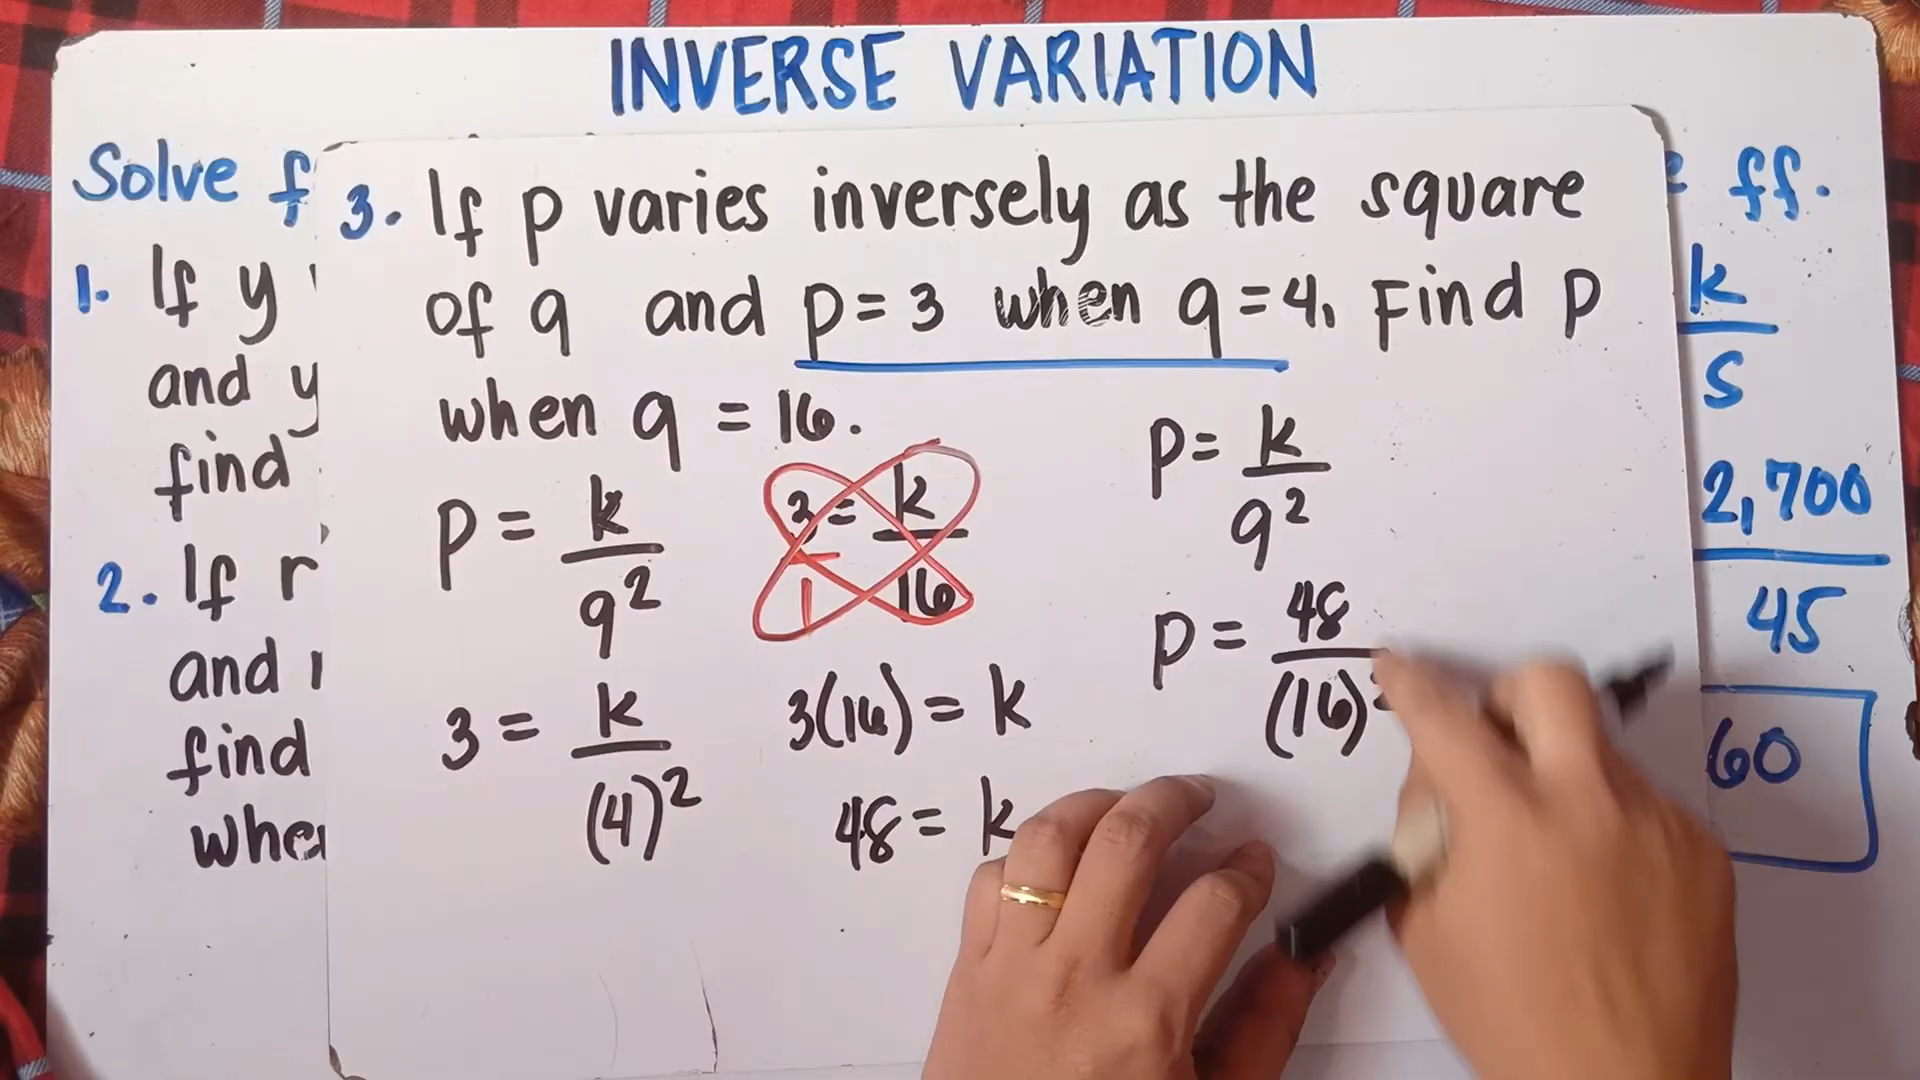 INVERSE VARIATION
Solve f
ff.
1. If y
and y
find
2. If r
and
find
3. If p varies inversely as the square
of q and p = 3 when q = 4. Find p
when q = 16.
p = k / q²
3 = k / (4)²
3 / 1 = k / 16
3(16) = k
48 = k
p = k / q²
p = 48 / (16)²
k / s
2,700 / 45
60